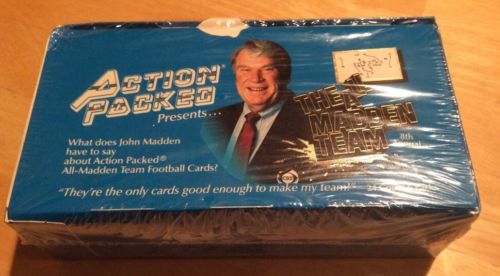 ACTION
PACKED
Presents...
What does John Madden
have to say
about Action Packed®
All-Madden Team Football Cards?
THE
MADDEN
TEAM
8th
CBS
"They're the only cards good enough to make my team!"